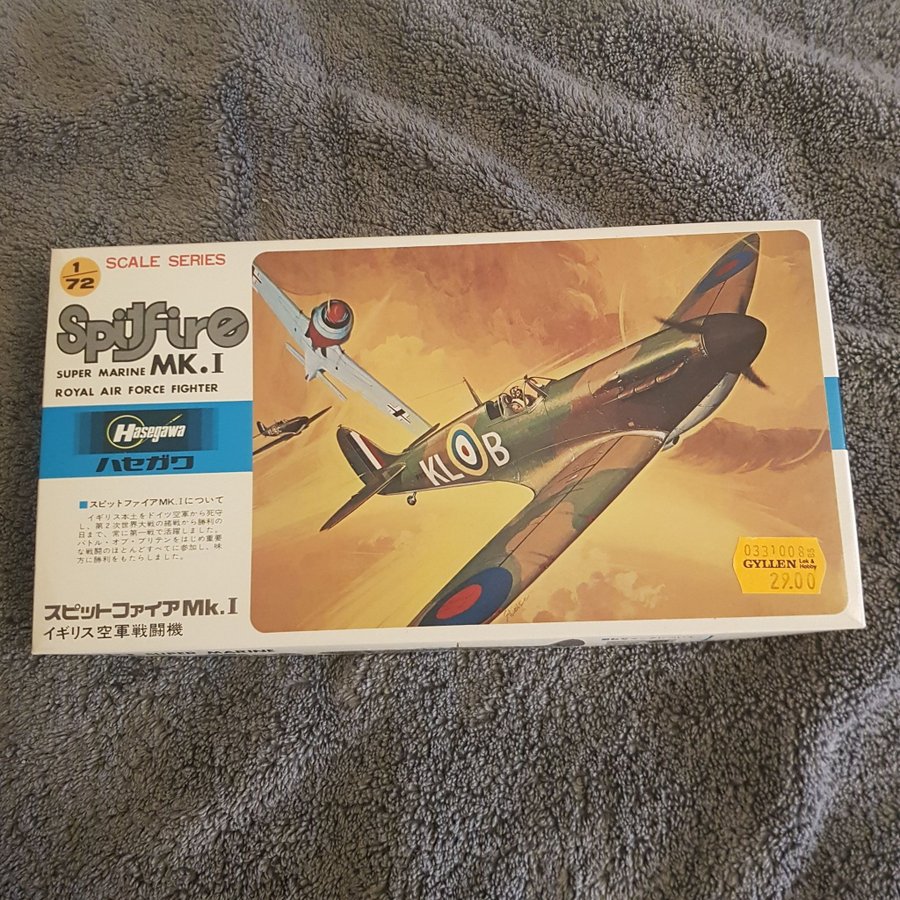 1/72
SCALE SERIES
Spitfire
SUPER MARINE MK.I
ROYAL AIR FORCE FIGHTER
Hasegawa
ハセガワ
■スピットファイアMK.Iについて
イギリス本土をドイツ空軍から死守
し、第2次世界大戦の緒戦から勝利の
日まで、常に第一戦で活躍しました。
バトル・オブ・ブリテンをはじめ重要
な戦闘のほとんどすべてに参加し、味
方に勝利をもたらしました。
スピットファイアMk.I
イギリス空軍戦闘機
KL B
0331008
GYLLEN Lek & Hobby
29.00
SUPER MARINE